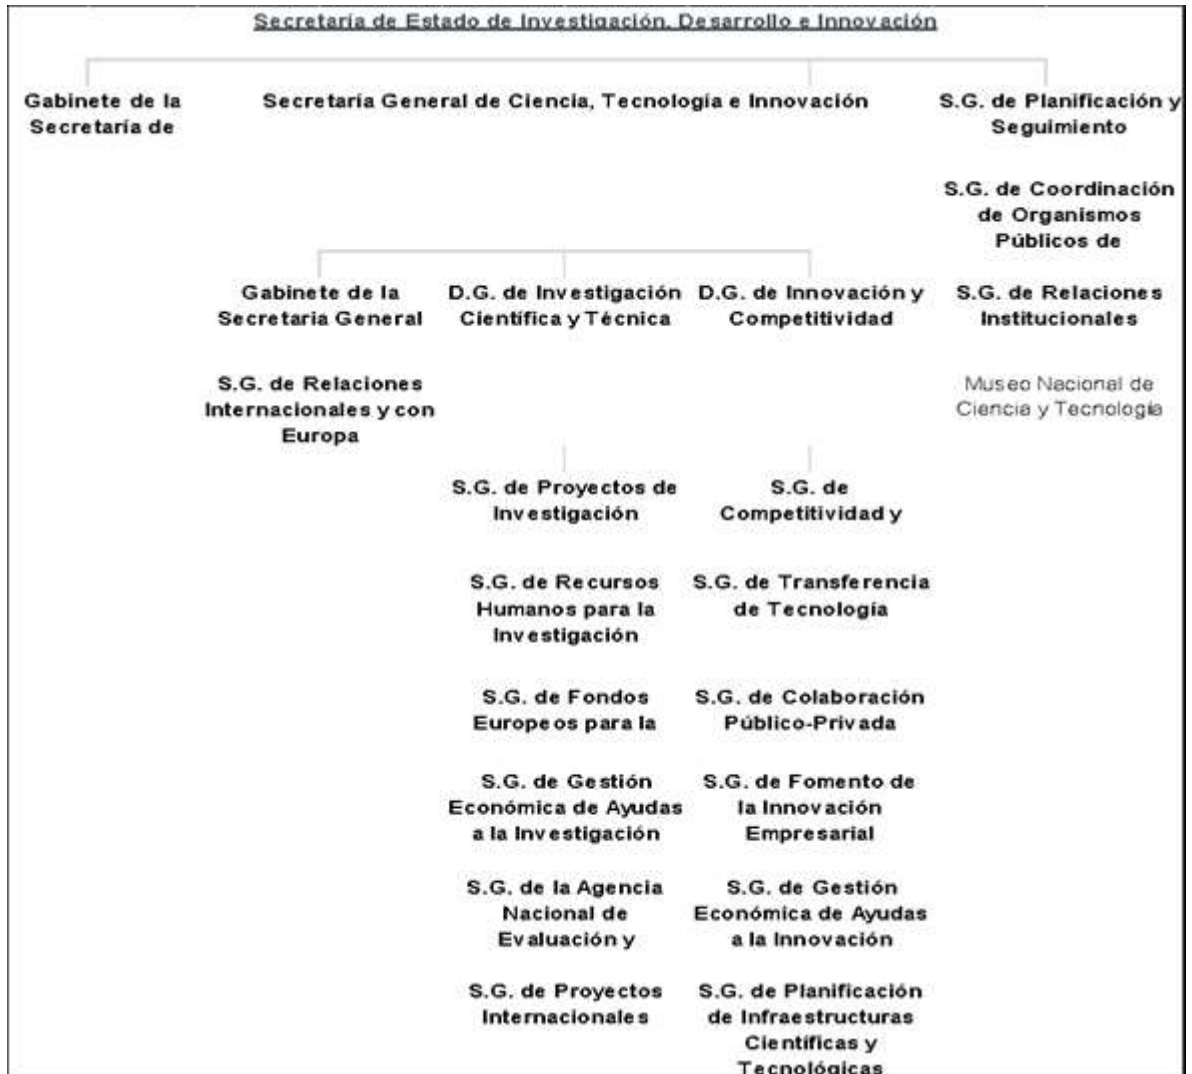 Secretaría de Estado de Investigación, Desarrollo e Innovación
Gabinete de la
Secretaría de
Secretaría General de Ciencia, Tecnología e Innovación
S.G. de Planificación y
Seguimiento
S.G. de Coordinación
de Organismos
Públicos de
Gabinete de la
Secretaria General
D.G. de Investigación
Científica y Técnica
D.G. de Innovación y
Competitividad
S.G. de Relaciones
Institucionales
S.G. de Relaciones
Internacionales y con
Europa
Museo Nacional de
Ciencia y Tecnología
S.G. de Proyectos de
Investigación
S.G. de
Competitividad y
S.G. de Recursos
Humanos para la
Investigación
S.G. de Transferencia
de Tecnología
S.G. de Fondos
Europeos para la
S.G. de Colaboración
Público-Privada
S.G. de Gestión
Económica de Ayudas
a la Investigación
S.G. de Fomento de
la Innovación
Empresarial
S.G. de la Agencia
Nacional de
Evaluación y
S.G. de Gestión
Económica de Ayudas
a la Innovación
S.G. de Proyectos
Internacionales
S.G. de Planificación
de Infraestructuras
Científicas y
Tecnológicas